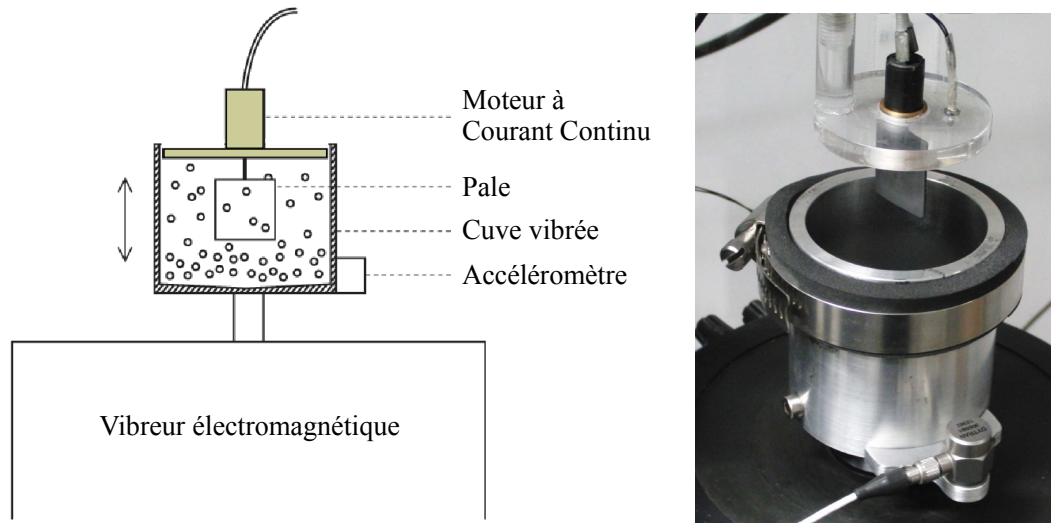 Moteur à
Courant Continu
Pale
Cuve vibrée
Accéléromètre
Vibreur électromagnétique